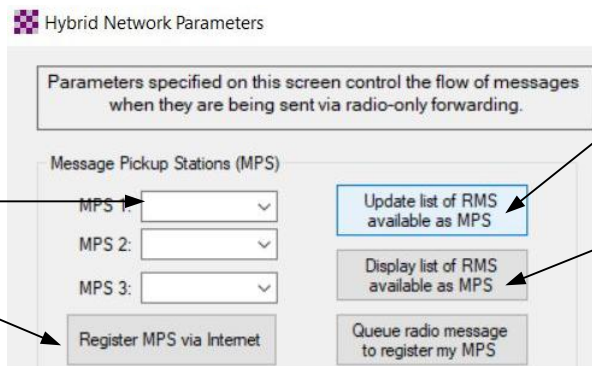 Hybrid Network Parameters
Parameters specified on this screen control the flow of messages
when they are being sent via radio-only forwarding.
Message Pickup Stations (MPS)
MPS 1:
MPS 2:
MPS 3:
Update list of RMS
available as MPS
Display list of RMS
available as MPS
Register MPS via Internet
Queue radio message
to register my MPS